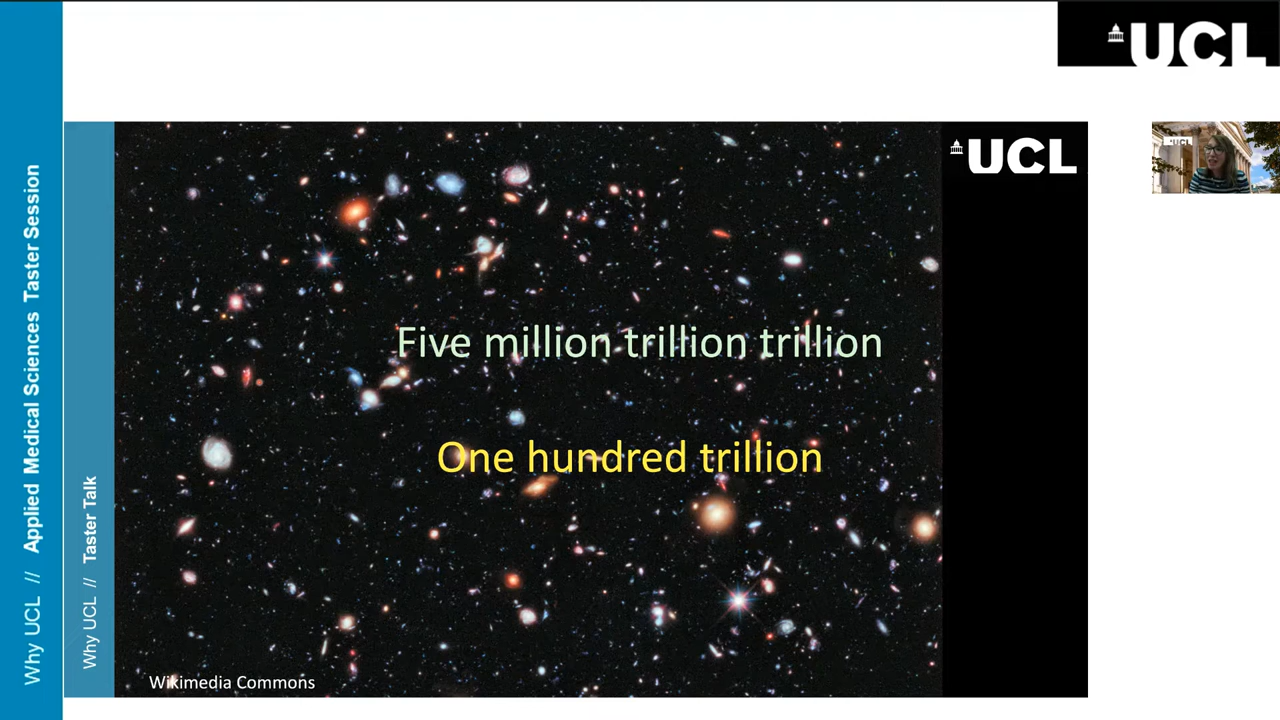 UCL
UCL
UCL
Why UCL // Applied Medical Sciences Taster Session
Why UCL // Taster Talk
Five million trillion trillion
One hundred trillion
Wikimedia Commons